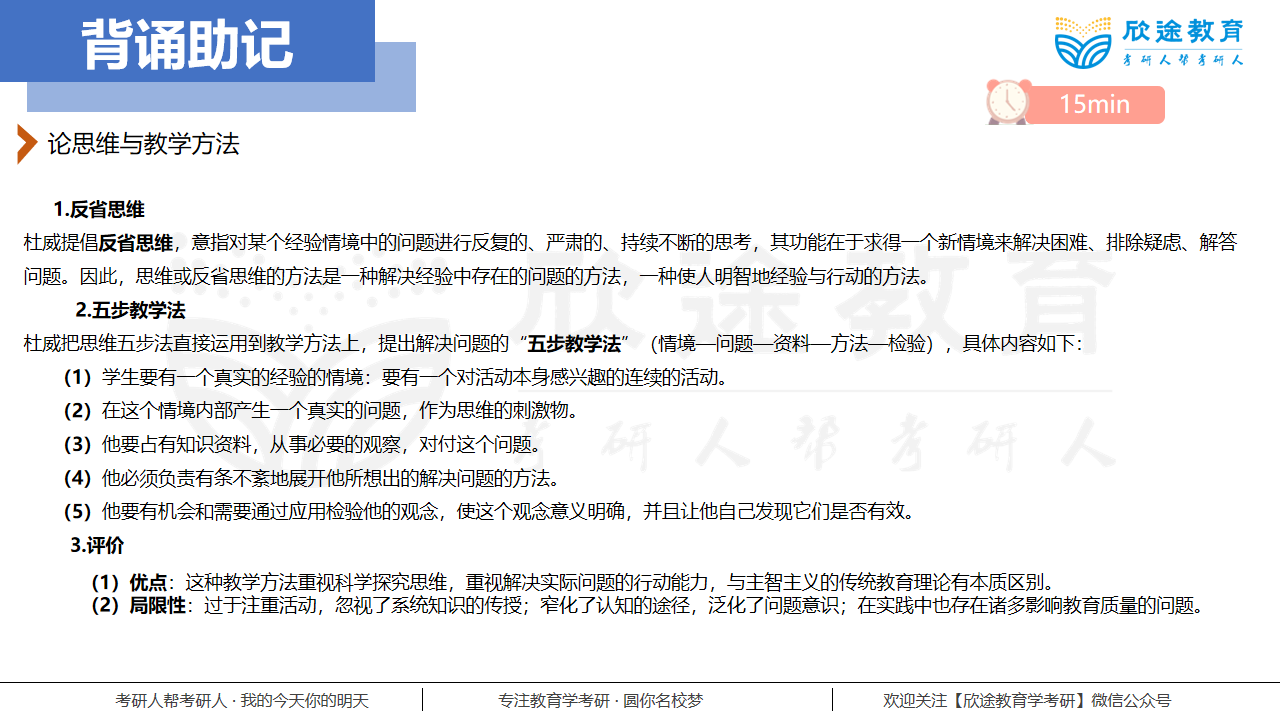 背诵助记
欣途教育
考研人帮考研人
15min
论思维与教学方法
1.反省思维
杜威提倡反省思维，意指对某个经验情境中的问题进行反复的、严肃的、持续不断的思考，其功能在于求得一个新情境来解决困难、排除疑虑、解答
问题。因此，思维或反省思维的方法是一种解决经验中存在的问题的方法，一种使人明智地经验与行动的方法。
2.五步教学法
杜威把思维五步法直接运用到教学方法上，提出解决问题的“五步教学法”（情境—问题—资料—方法—检验），具体内容如下：
（1）学生要有一个真实的经验的情境：要有一个对活动本身感兴趣的连续的活动。
（2）在这个情境内部产生一个真实的问题，作为思维的刺激物。
（3）他要占有知识资料，从事必要的观察，对付这个问题。
（4）他必须负责有条不紊地展开他所想出的解决问题的方法。
（5）他要有机会和需要通过应用检验他的观念，使这个观念意义明确，并且让他自己发现它们是否有效。
3.评价
（1）优点：这种教学方法重视科学探究思维，重视解决实际问题的行动能力，与主智主义的传统教育理论有本质区别。
（2）局限性：过于注重活动，忽视了系统知识的传授；窄化了认知的途径，泛化了问题意识；在实践中也存在诸多影响教育质量的问题。
欣途教育
考研人帮考研人
考研人帮考研人 · 我的今天你的明天
专注教育学考研 · 圆你名校梦
欢迎关注【欣途教育学考研】微信公众号